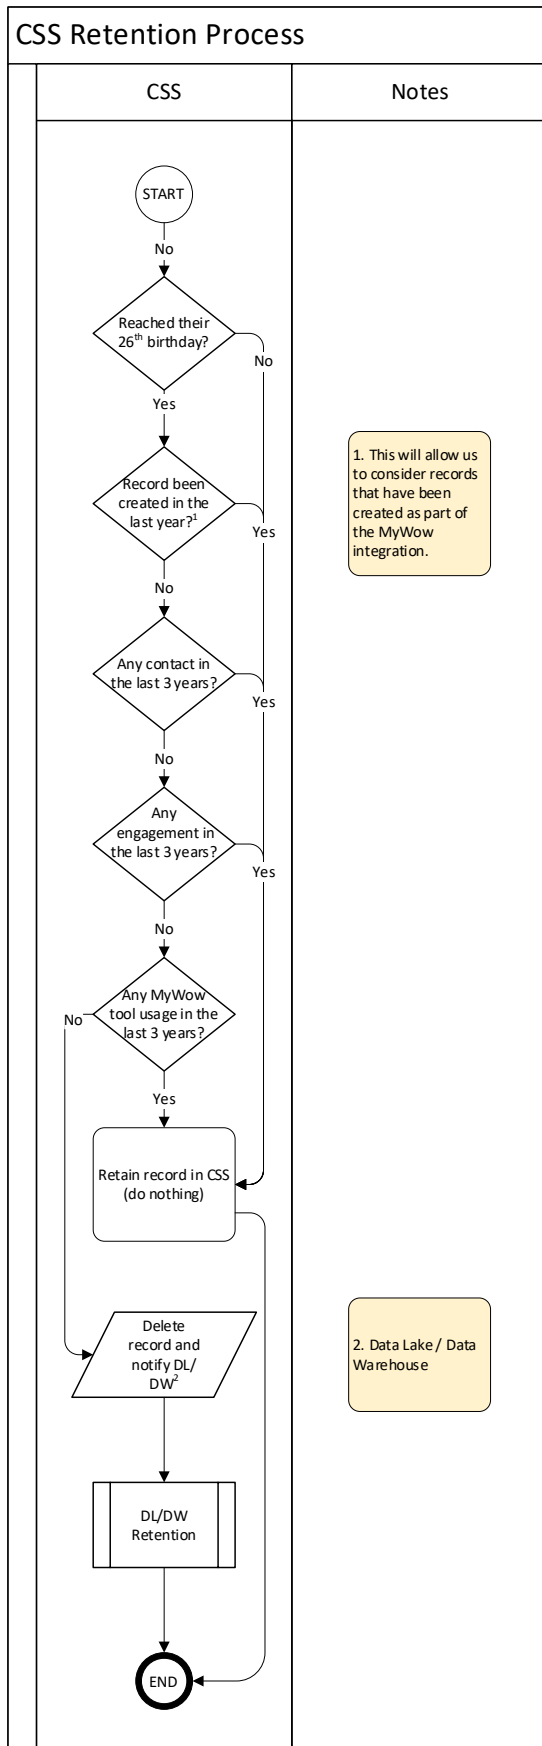 CSS Retention Process
CSS
Notes
START
No
Reached their
26th birthday?
No
Yes
Record been
created in the
last year?1
Yes
1. This will allow us
to consider records
that have been
created as part of
the MyWow
integration.
No
Any contact in
the last 3 years?
Yes
No
Any
engagement in
the last 3 years?
Yes
No
Any MyWow
tool usage in the
last 3 years?
No
Yes
Retain record in CSS
(do nothing)
Delete
record and
notify DL/
DW2
2. Data Lake / Data
Warehouse
DL/DW
Retention
END